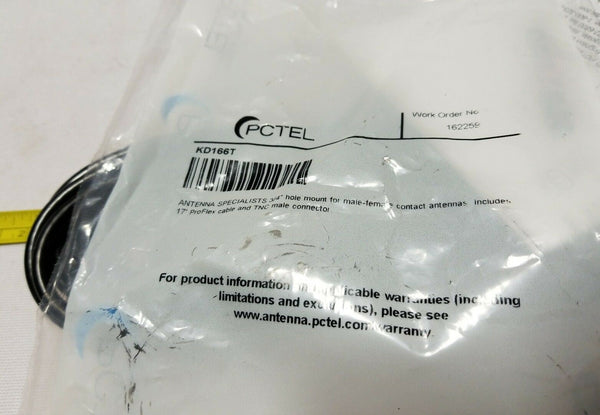 PCTEL
Work Order No
162259
KD166T
ANTENNA SPECIALISTS 3/4" hole mount for male-female contact antennas, includes
17' ProFlex cable and TNC male connector
For product information applicable warranties (including
limitations and exclusions), please see
www.antenna.pctel.com/warranty